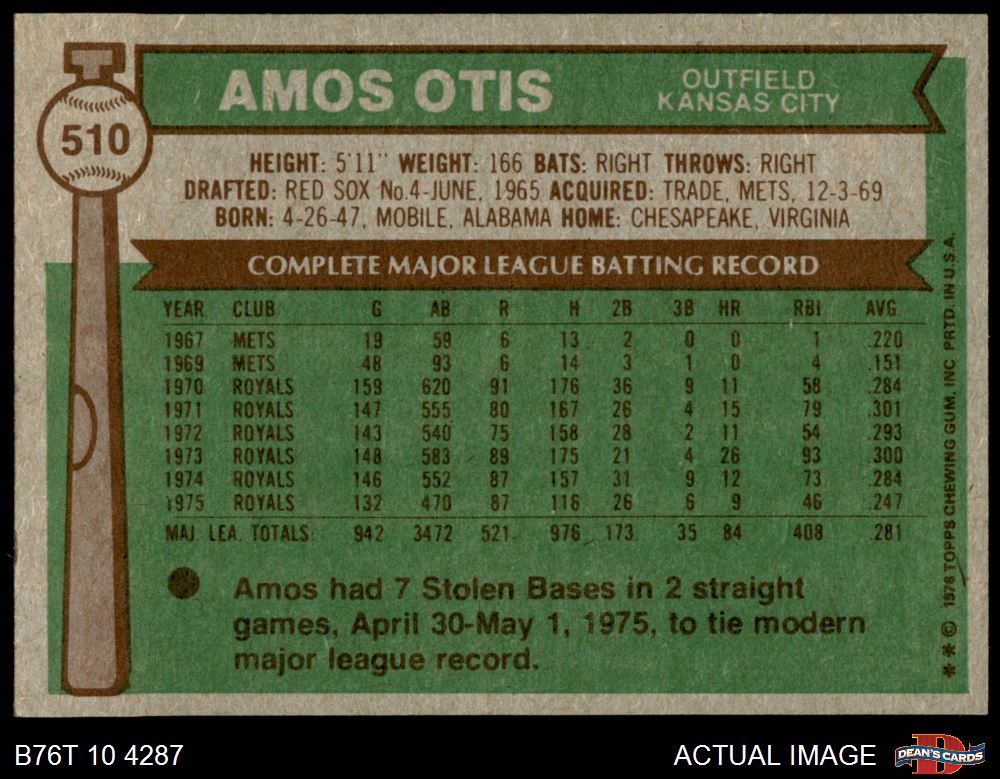 AMOS OTIS
OUTFIELD
KANSAS CITY
510
HEIGHT: 5'11" WEIGHT: 166 BATS: RIGHT THROWS: RIGHT
DRAFTED: RED SOX No.4-JUNE, 1965 ACQUIRED: TRADE, METS, 12-3-69
BORN: 4-26-47, MOBILE, ALABAMA HOME: CHESAPEAKE, VIRGINIA
COMPLETE MAJOR LEAGUE BATTING RECORD
YEAR CLUB G AB R H 2B 3B HR RBI AVG.
1967 METS 19 59 6 13 2 0 0 1 .220
1969 METS 48 93 6 14 3 1 0 4 .151
1970 ROYALS 159 620 91 176 36 9 11 58 .284
1971 ROYALS 147 555 80 167 26 4 15 79 .301
1972 ROYALS 143 540 75 158 28 2 11 54 .293
1973 ROYALS 148 583 89 175 21 4 26 93 .300
1974 ROYALS 146 552 87 157 31 9 12 73 .284
1975 ROYALS 132 470 87 116 26 6 9 46 .247
MAJ. LEA. TOTALS: 942 3472 521 976 173 35 84 408 .281
Amos had 7 Stolen Bases in 2 straight
games, April 30-May 1, 1975, to tie modern
major league record.
** © 1976 TOPPS CHEWING GUM, INC PRTD. IN U.S.A.
B76T 10 4287
ACTUAL IMAGE
DEAN'S CARDS